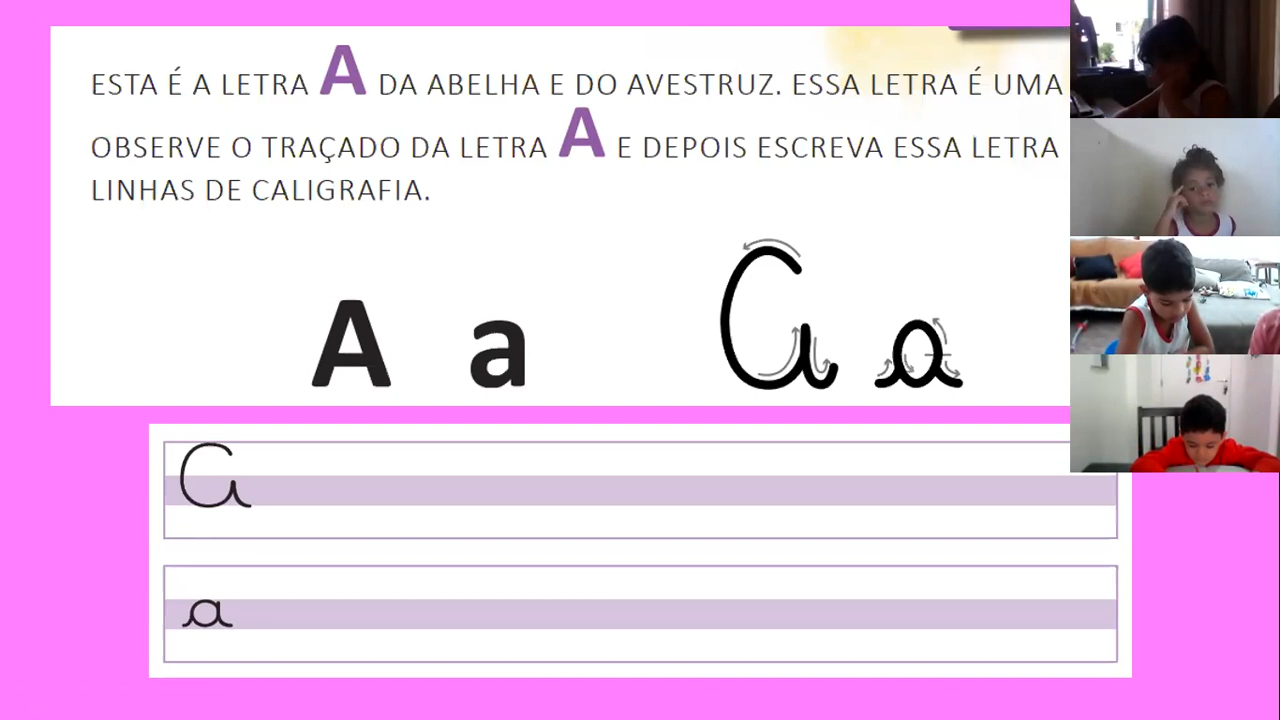 ESTA É A LETRA A DA ABELHA E DO AVESTRUZ. ESSA LETRA É UMA
OBSERVE O TRAÇADO DA LETRA A E DEPOIS ESCREVA ESSA LETRA
LINHAS DE CALIGRAFIA.
A a A a
A
a